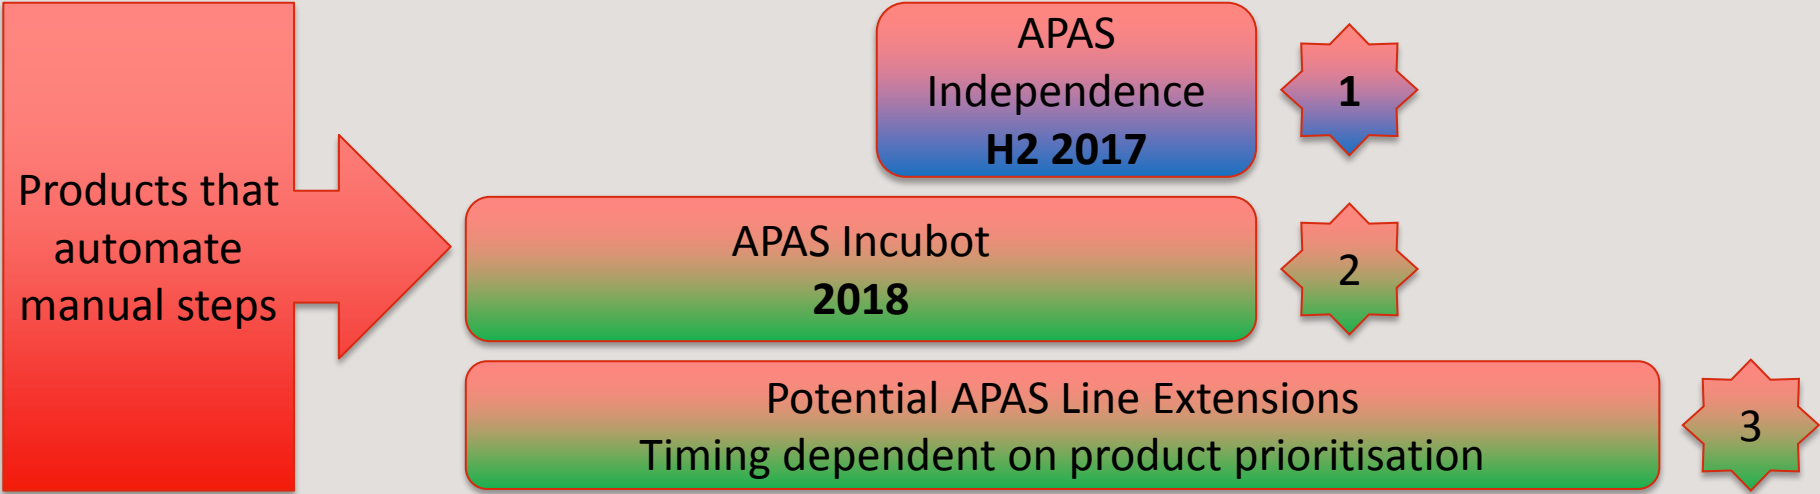 Products that
automate
manual steps
APAS
Independence
H2 2017
1
APAS Incubot
2018
2
Potential APAS Line Extensions
Timing dependent on product prioritisation
3